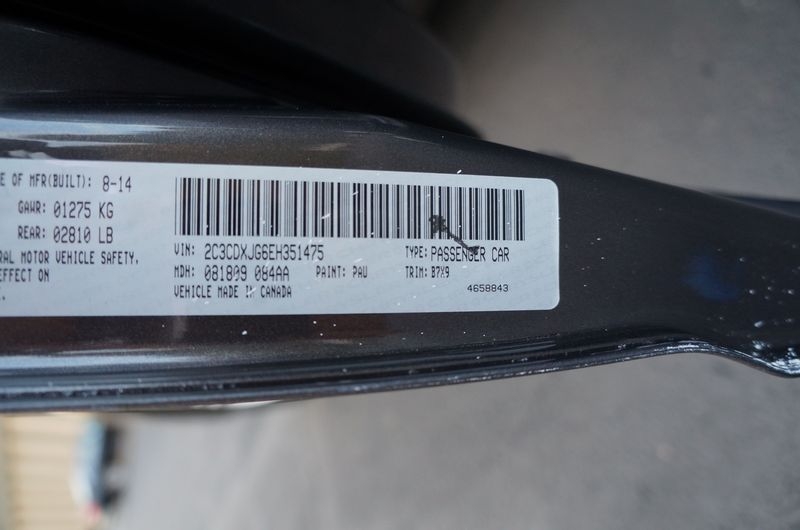 E OF MFR(BUILT): 8-14
GAWR: 01275 KG
REAR: 02810 LB
RAL MOTOR VEHICLE SAFETY,
EFFECT ON
VIN: 2C3CDXJG6EH351475 TYPE: PASSENGER CAR
MDH: 081809 084AA PAINT: PAU TRIM: B7X9
VEHICLE MADE IN CANADA 4658843